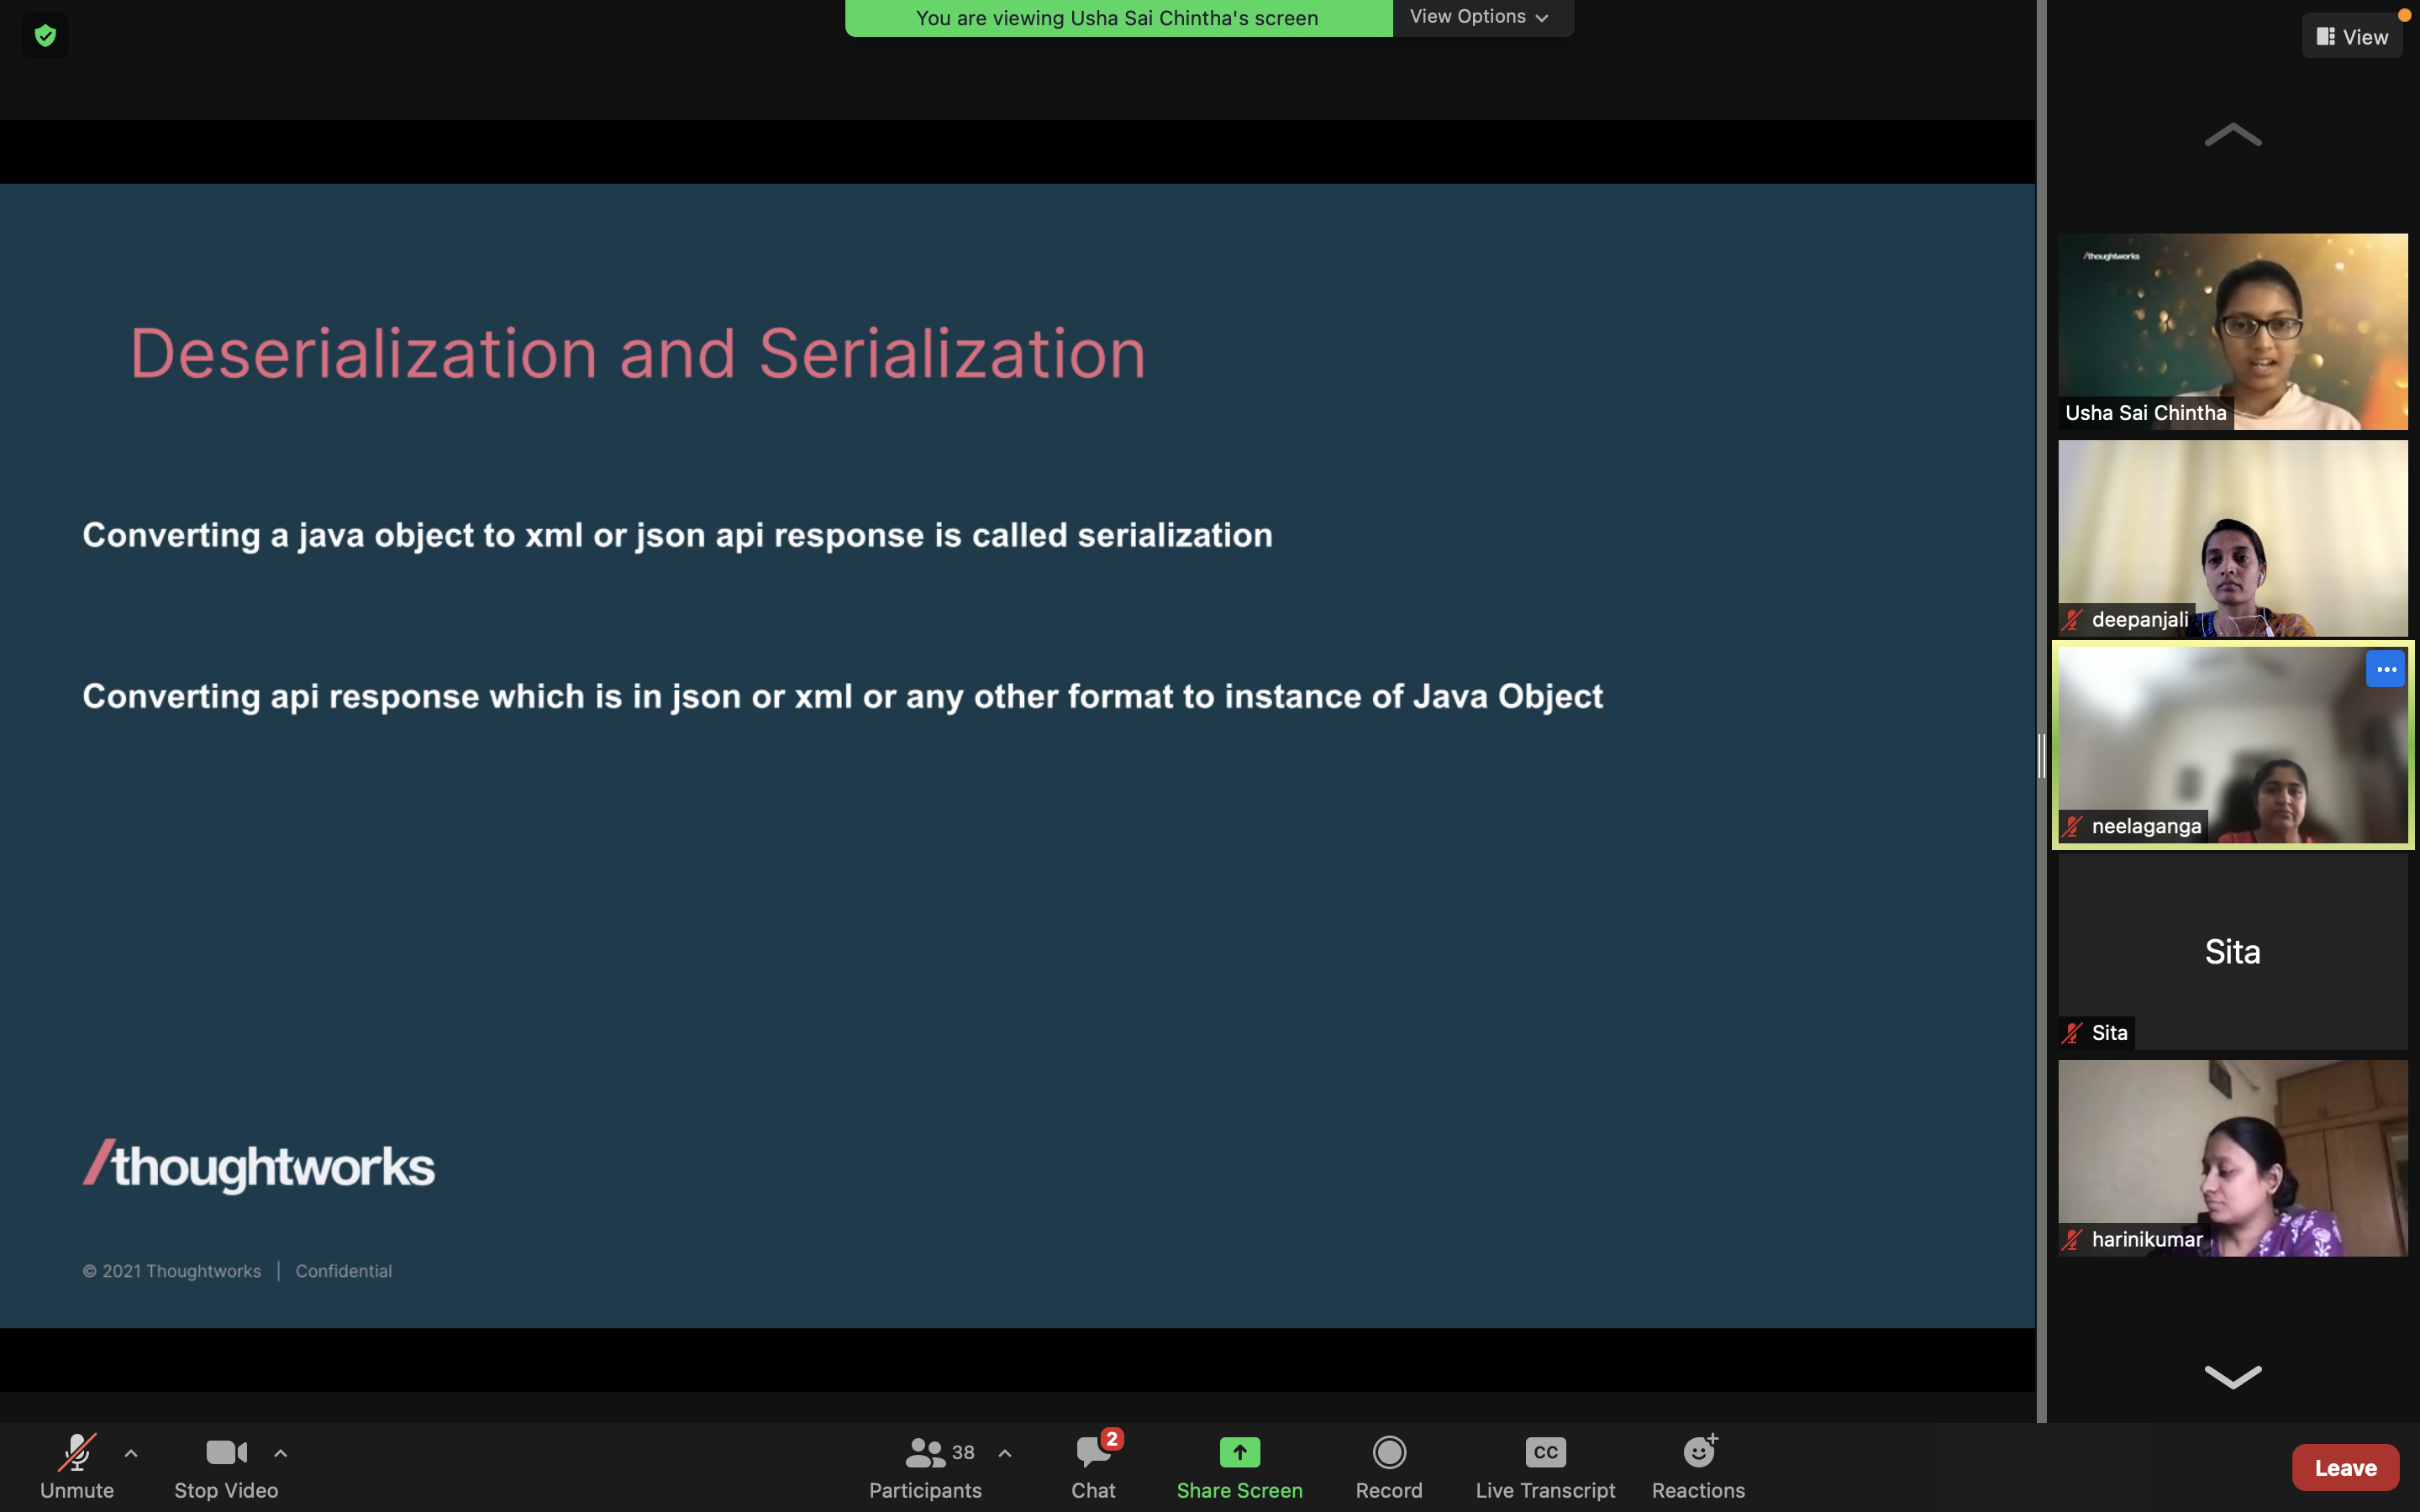 You are viewing Usha Sai Chintha's screen
View Options
View
Deserialization and Serialization
Converting a java object to xml or json api response is called serialization
Converting api response which is in json or xml or any other format to instance of Java Object
/thoughtworks
© 2021 Thoughtworks | Confidential
/thoughtworks
Usha Sai Chintha
deepanjali
neelaganga
Sita
Sita
harinikumar
Unmute
Stop Video
38
Participants
2
Chat
Share Screen
Record
CC
Live Transcript
Reactions
Leave